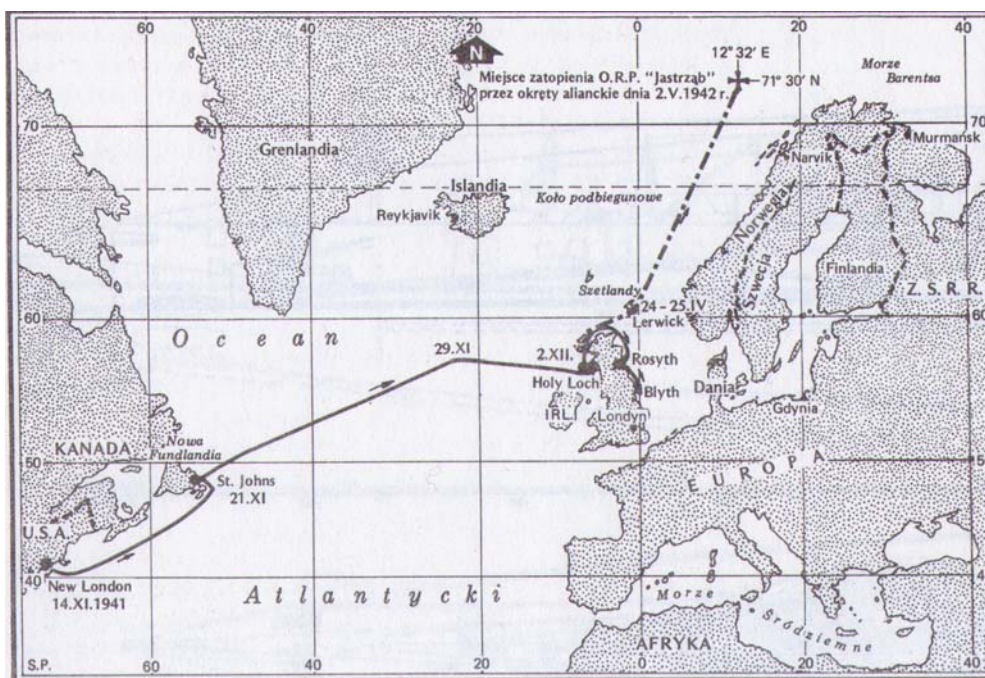 60
40
20
0
20
40
N
12° 32′ E
Miejsce zatopienia O.R.P. "Jastrząb"
przez okręty alianckie dnia 2.V.1942 r.
71° 30′ N
Morze
Barentsa
70
70
Grenlandia
Narvik
Murmańsk
Islandia
Reykjavik
Koło podbiegunowe
Norwegia
Szwecja
Finlandia
Z. S. R. R.
Szetlandy
24 – 25.IV
Lerwick
60
60
Ocean
29.XI
2.XII.
Rosyth
Holy Loch
Blyth
Dania
IRL.
Londyn
Gdynia
KANADA
Nowa
Fundlandia
50
50
EUROPA
St. Johns
21.XI
U.S.A.
40
40
New London
14.XI.1941
Atlantycki
Morze
Śródziemne
AFRYKA
S.P.
60
40
20
0
20
40